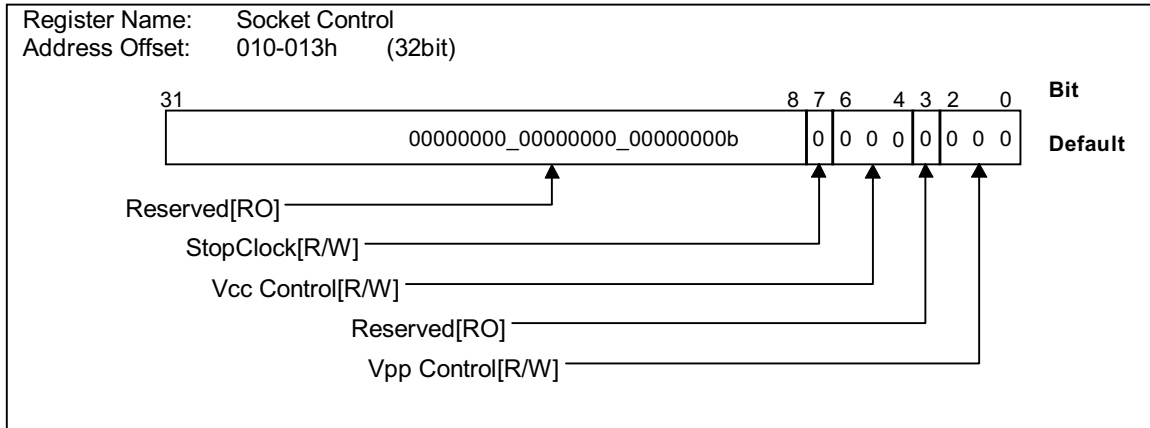 Register Name: Socket Control
Address Offset: 010-013h (32bit)
31 8 7 6 4 3 2 0 Bit
00000000_00000000_00000000b 0 0 0 0 0 0 0 0 Default
Reserved[RO]
StopClock[R/W]
Vcc Control[R/W]
Reserved[RO]
Vpp Control[R/W]